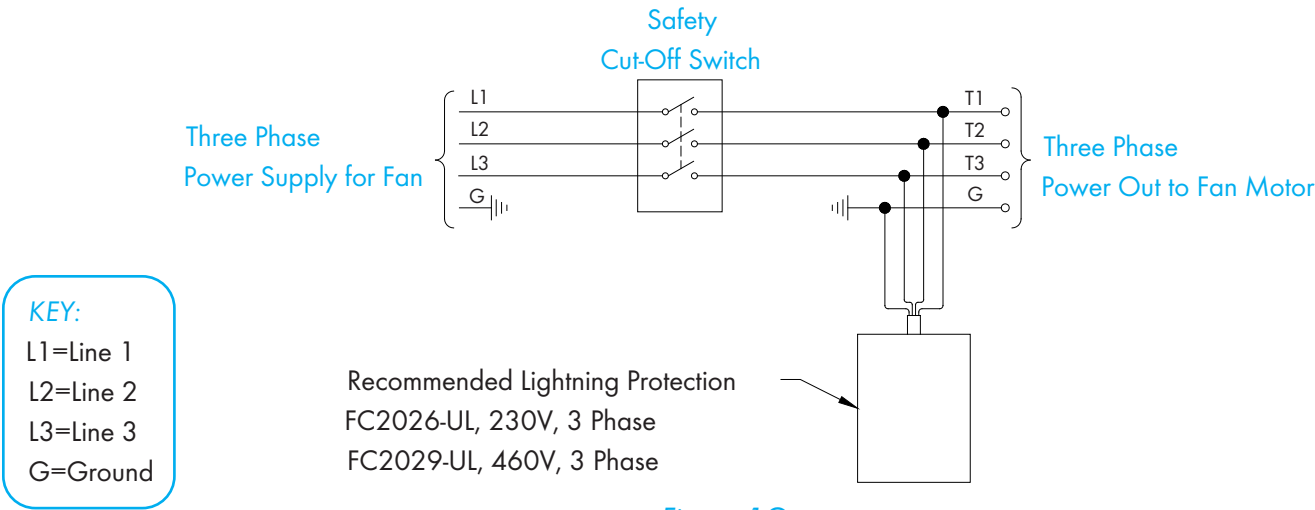 Safety
Cut-Off Switch
Three Phase
Power Supply for Fan
L1
L2
L3
G
T1
T2
T3
G
Three Phase
Power Out to Fan Motor
KEY:
L1=Line 1
L2=Line 2
L3=Line 3
G=Ground
Recommended Lightning Protection
FC2026-UL, 230V, 3 Phase
FC2029-UL, 460V, 3 Phase